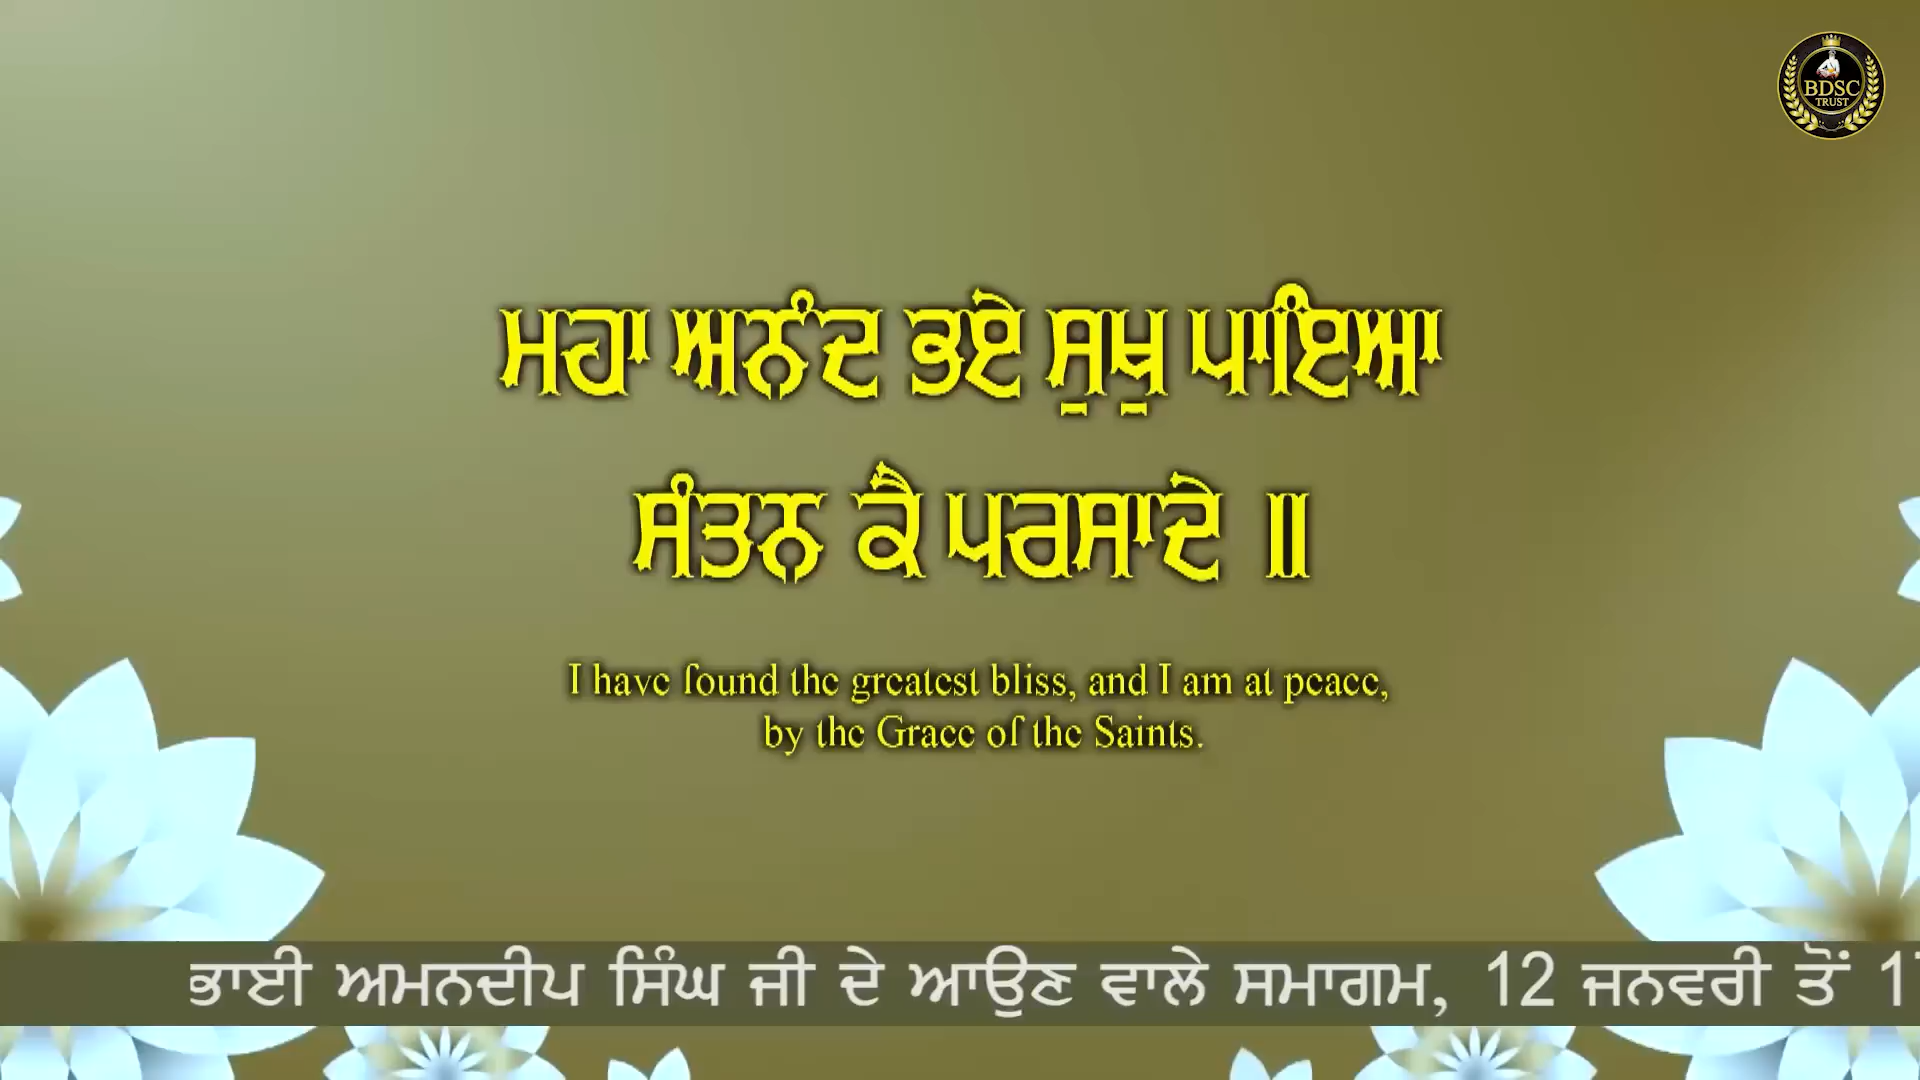 BDSC
TRUST
ਮਹਾ ਅਨੰਦ ਭਏ ਸੁਖੁ ਪਾਇਆ
ਸੰਤਨ ਕੈ ਪਰਸਾਦੇ ॥
I have found the greatest bliss, and I am at peace,
by the Grace of the Saints.
ਭਾਈ ਅਮਨਦੀਪ ਸਿੰਘ ਜੀ ਦੇ ਆਉਣ ਵਾਲੇ ਸਮਾਗਮ, 12 ਜਨਵਰੀ ਤੋਂ